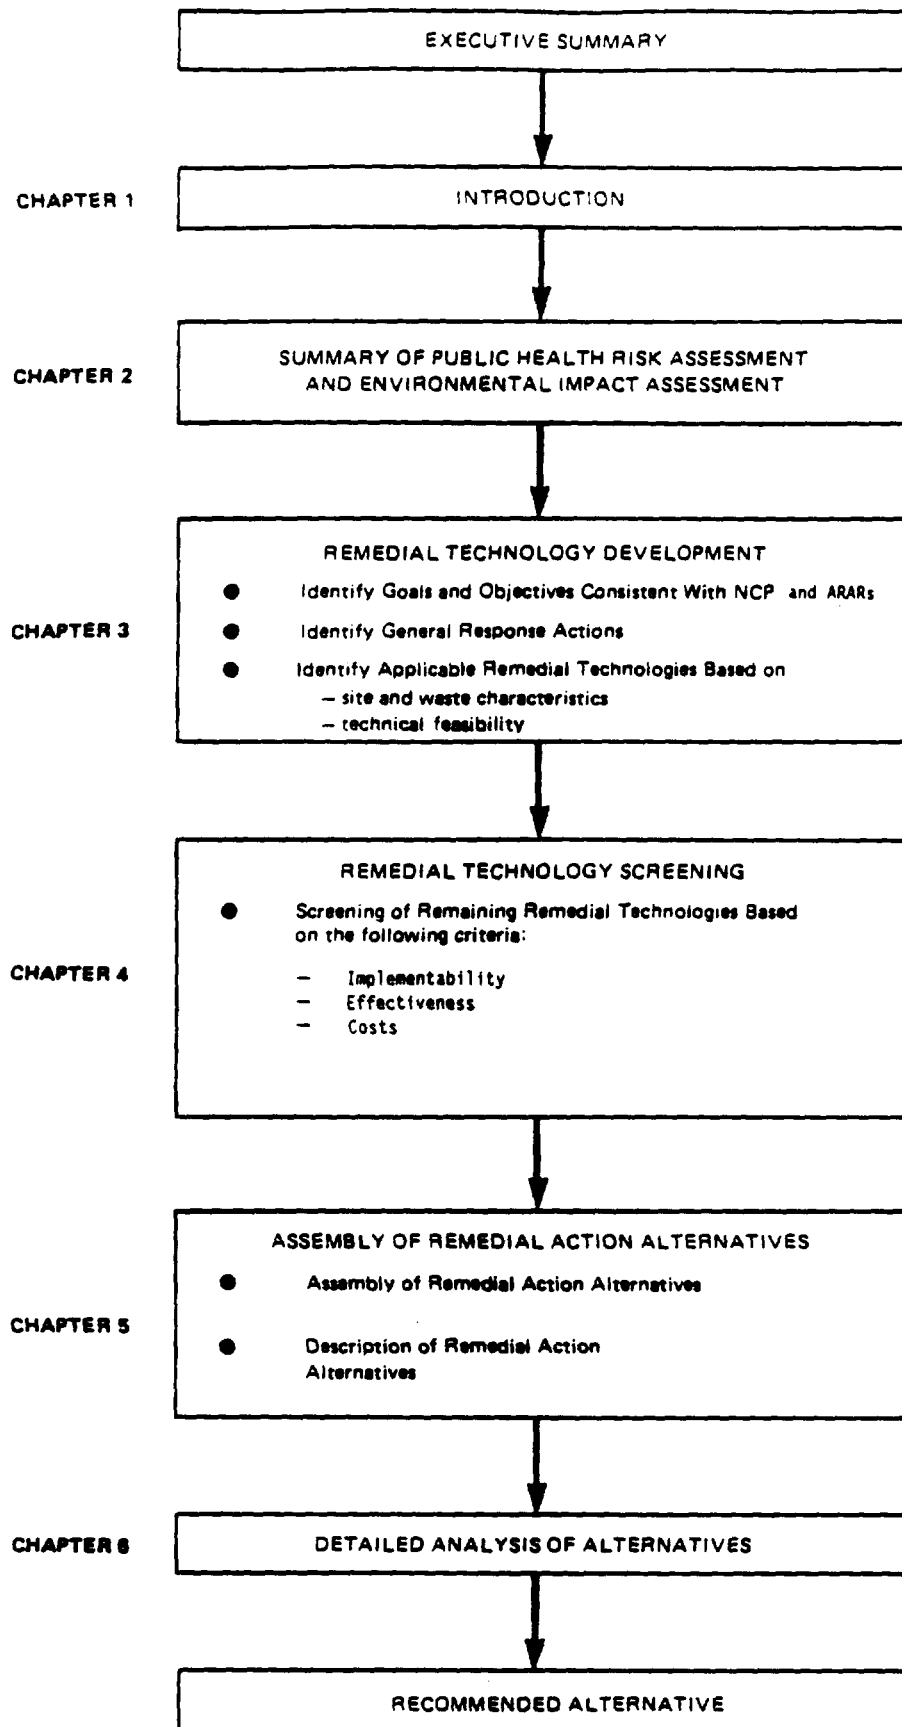 EXECUTIVE SUMMARY
CHAPTER 1
INTRODUCTION
CHAPTER 2
SUMMARY OF PUBLIC HEALTH RISK ASSESSMENT
AND ENVIRONMENTAL IMPACT ASSESSMENT
CHAPTER 3
REMEDIAL TECHNOLOGY DEVELOPMENT
● Identify Goals and Objectives Consistent With NCP and ARARs
● Identify General Response Actions
● Identify Applicable Remedial Technologies Based on
— site and waste characteristics
— technical feasibility
CHAPTER 4
REMEDIAL TECHNOLOGY SCREENING
● Screening of Remaining Remedial Technologies Based
on the following criteria:
— Implementability
— Effectiveness
— Costs
CHAPTER 5
ASSEMBLY OF REMEDIAL ACTION ALTERNATIVES
● Assembly of Remedial Action Alternatives
● Description of Remedial Action
Alternatives
CHAPTER 6
DETAILED ANALYSIS OF ALTERNATIVES
RECOMMENDED ALTERNATIVE